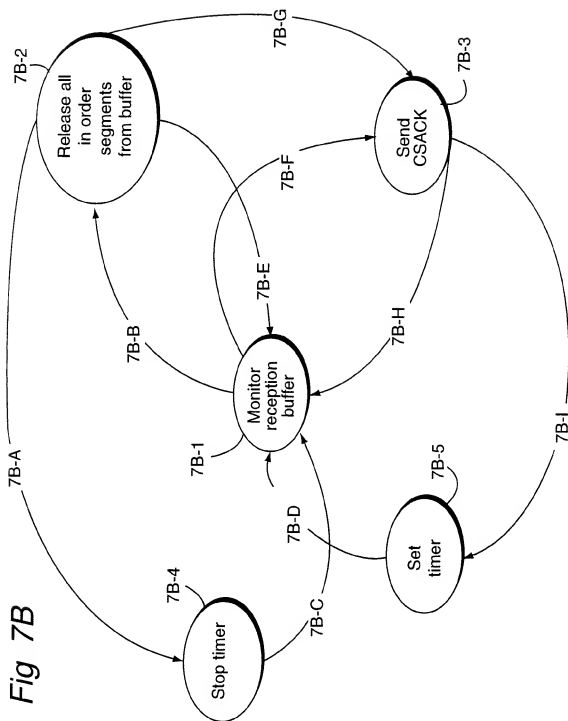 Fig 7B
7B-A
7B-2
Release all
in order
segments
from buffer
7B-G
7B-4
Stop timer
7B-B
7B-E
7B-F
7B-3
Send
CSACK
7B-1
Monitor
reception
buffer
7B-C
7B-D
7B-H
7B-5
Set
timer
7B-I